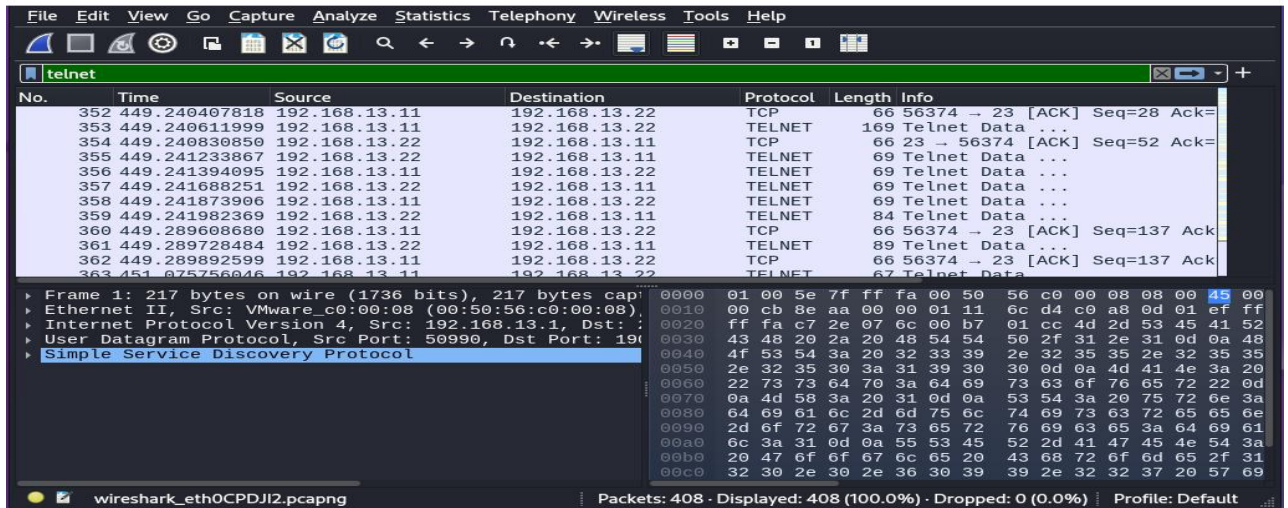 File Edit View Go Capture Analyze Statistics Telephony Wireless Tools Help
telnet
No. Time Source Destination Protocol Length Info
352 449.240407818 192.168.13.11 192.168.13.22 TCP 66 56374 → 23 [ACK] Seq=28 Ack=
353 449.240611999 192.168.13.11 192.168.13.22 TELNET 169 Telnet Data ...
354 449.240830850 192.168.13.22 192.168.13.11 TCP 66 23 → 56374 [ACK] Seq=52 Ack=
355 449.241233867 192.168.13.22 192.168.13.11 TELNET 69 Telnet Data ...
356 449.241394095 192.168.13.11 192.168.13.22 TELNET 69 Telnet Data ...
357 449.241688251 192.168.13.22 192.168.13.11 TELNET 69 Telnet Data ...
358 449.241873906 192.168.13.11 192.168.13.22 TELNET 69 Telnet Data ...
359 449.241982369 192.168.13.22 192.168.13.11 TELNET 84 Telnet Data ...
360 449.289608680 192.168.13.11 192.168.13.22 TCP 66 56374 → 23 [ACK] Seq=137 Ack
361 449.289728484 192.168.13.22 192.168.13.11 TELNET 89 Telnet Data ...
362 449.289892599 192.168.13.11 192.168.13.22 TCP 66 56374 → 23 [ACK] Seq=137 Ack
363 451.075756046 192.168.13.11 192.168.13.22 TELNET 67 Telnet Data
Frame 1: 217 bytes on wire (1736 bits), 217 bytes capt
Ethernet II, Src: VMware_c0:00:08 (00:50:56:c0:00:08),
Internet Protocol Version 4, Src: 192.168.13.1, Dst:
User Datagram Protocol, Src Port: 50990, Dst Port: 190
Simple Service Discovery Protocol
0000 01 00 5e 7f ff fa 00 50 56 c0 00 08 08 00 45 00
0010 00 cb 8e aa 00 00 01 11 6c d4 c0 a8 0d 01 ef ff
0020 ff fa c7 2e 07 6c 00 b7 01 cc 4d 2d 53 45 41 52
0030 43 48 20 2a 20 48 54 54 50 2f 31 2e 31 0d 0a 48
0040 4f 53 54 3a 20 32 33 39 2e 32 35 35 2e 32 35 35
0050 2e 32 35 30 3a 31 39 30 30 0d 0a 4d 41 4e 3a 20
0060 22 73 73 64 70 3a 64 69 73 63 6f 76 65 72 22 0d
0070 0a 4d 58 3a 20 31 0d 0a 53 54 3a 20 75 72 6e 3a
0080 64 69 61 6c 2d 6d 75 6c 74 69 73 63 72 65 65 6e
0090 2d 6f 72 67 3a 73 65 72 76 69 63 65 3a 64 69 61
00a0 6c 3a 31 0d 0a 55 53 45 52 2d 41 47 45 4e 54 3a
00b0 20 47 6f 6f 67 6c 65 20 43 68 72 6f 6d 65 2f 31
00c0 32 30 2e 30 2e 36 30 39 39 2e 32 32 37 20 57 69
wireshark_eth0CPDJI2.pcapng Packets: 408 · Displayed: 408 (100.0%) · Dropped: 0 (0.0%) Profile: Default